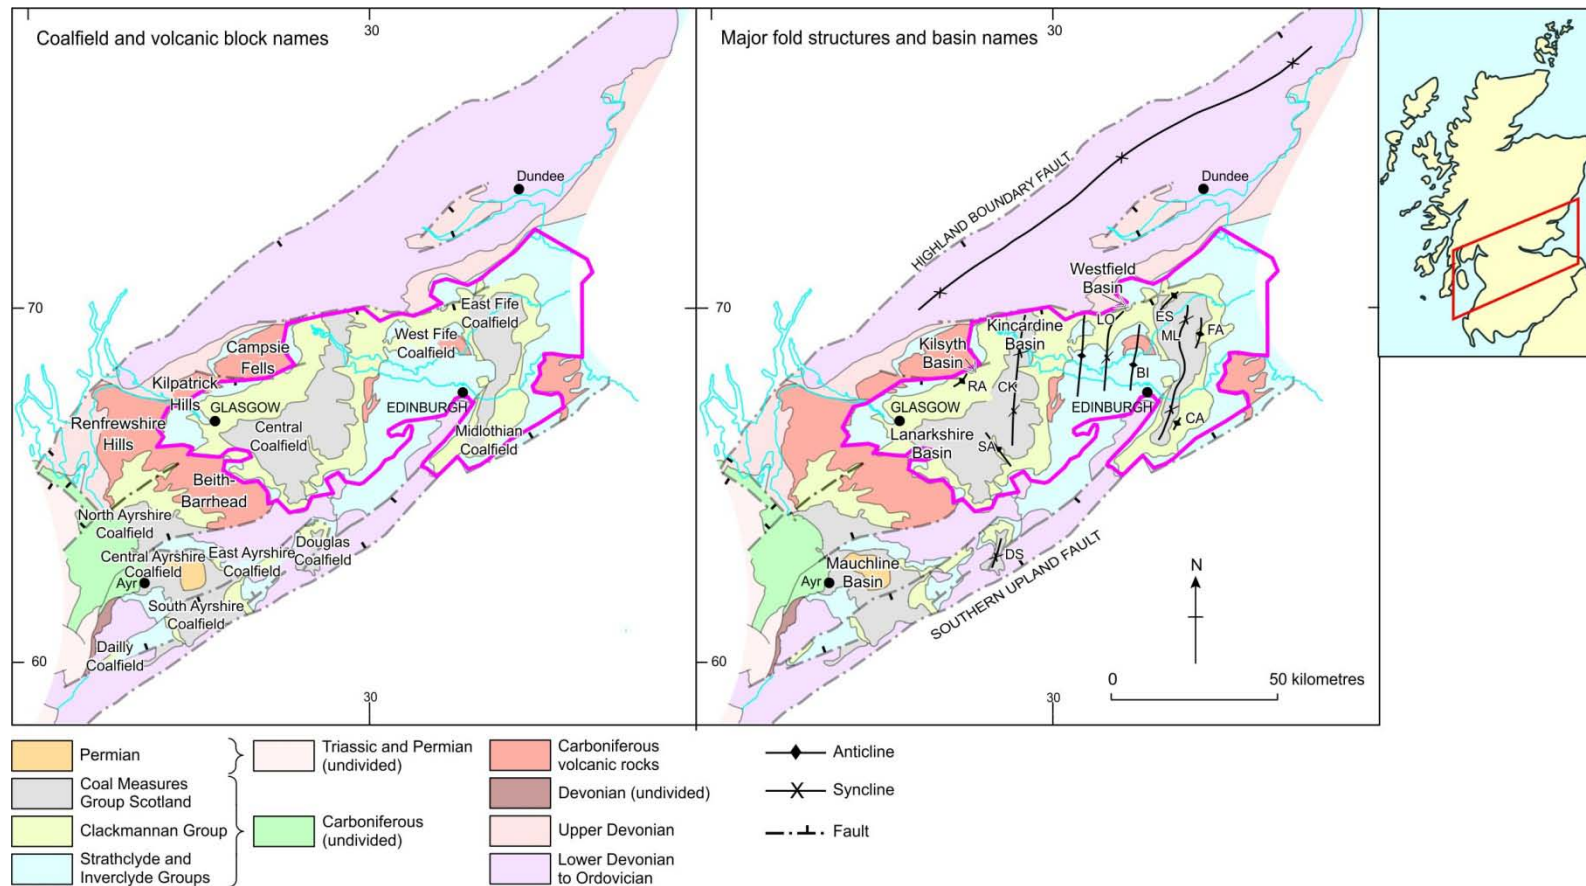 Coalfield and volcanic block names
30
Dundee
70
East Fife
Coalfield
West Fife
Coalfield
Campsie
Fells
Kilpatrick
Hills
GLASGOW
EDINBURGH
Renfrewshire
Hills
Central
Coalfield
Midlothian
Coalfield
Beith-
Barrhead
North Ayrshire
Coalfield
Douglas
Coalfield
Central Ayrshire
Coalfield
East Ayrshire
Coalfield
Ayr
South Ayrshire
Coalfield
Dailly
Coalfield
60
30
Major fold structures and basin names
30
Dundee
HIGHLAND BOUNDARY FAULT
Westfield
Basin
70
LO
ES
Kincardine
Basin
FA
ML
Kilsyth
Basin
BI
RA
CK
GLASGOW
EDINBURGH
CA
Lanarkshire
Basin
SA
DS
Mauchline
Basin
Ayr
SOUTHERN UPLAND FAULT
N
60
0
50 kilometres
30
Permian
Coal Measures
Group Scotland
Clackmannan Group
Strathclyde and
Inverclyde Groups
Triassic and Permian
(undivided)
Carboniferous
(undivided)
Carboniferous
volcanic rocks
Devonian (undivided)
Upper Devonian
Lower Devonian
to Ordovician
Anticline
Syncline
Fault